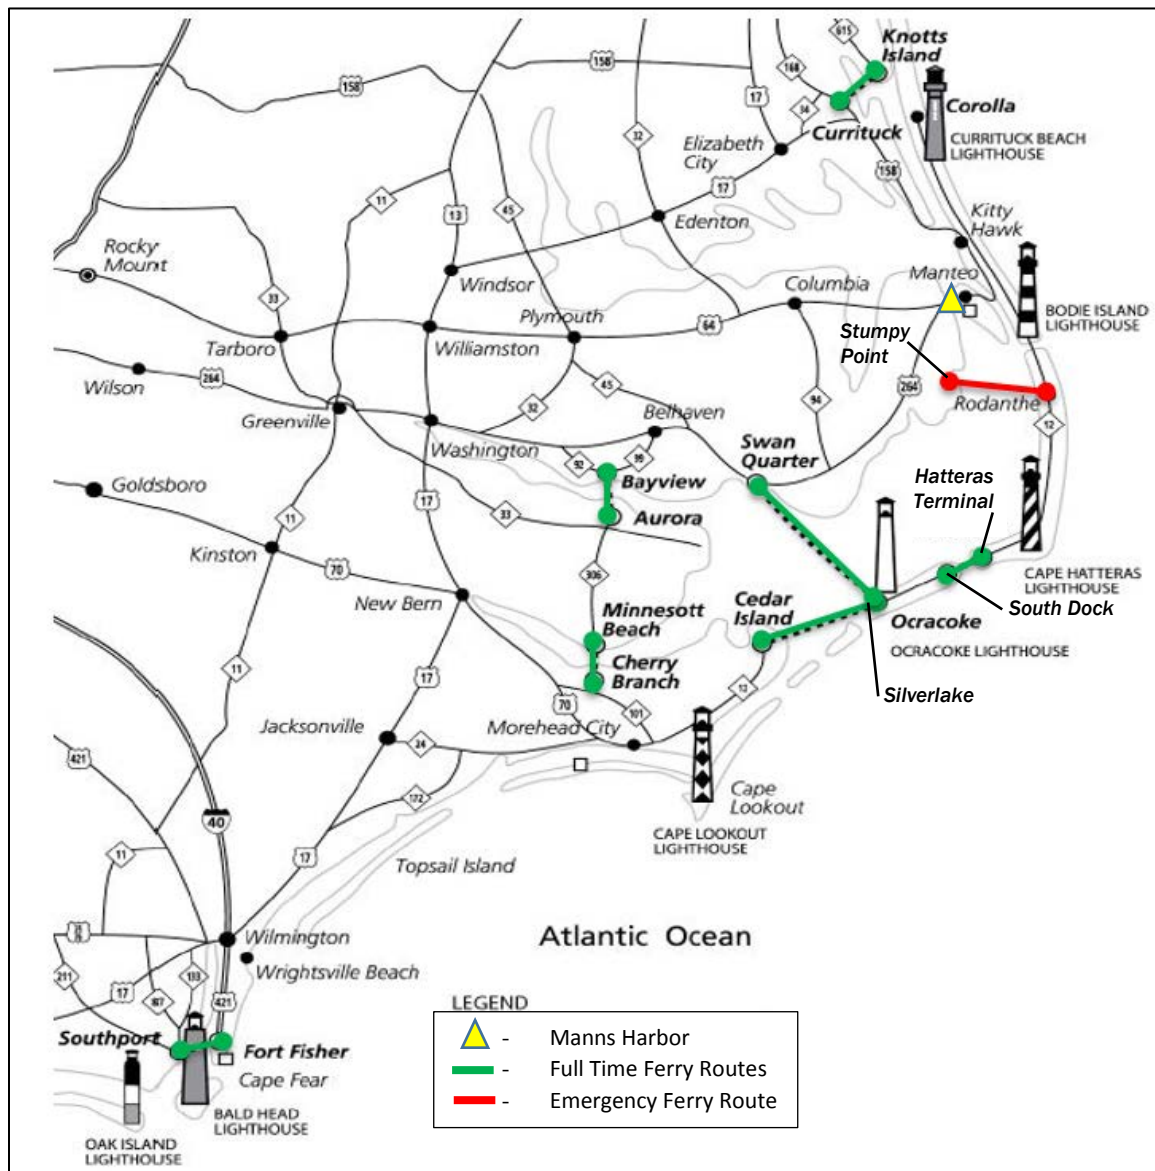 615
Knotts
Island
158
168
17
34
Corolla
CURRITUCK BEACH
LIGHTHOUSE
Currituck
158
32
Elizabeth
City
158
17
11
45
13
Edenton
Kitty
Hawk
Rocky
Mount
Windsor
Columbia
Manteo
33
Plymouth
64
BODIE ISLAND
LIGHTHOUSE
Stumpy
Point
Tarboro
Williamston
Wilson
264
45
94
264
Rodanthe
12
Greenville
32
Belhaven
Washington
92
99
Swan
Quarter
Hatteras
Terminal
Bayview
Goldsboro
17
33
Aurora
11
Kinston
70
306
CAPE HATTERAS
LIGHTHOUSE
South Dock
New Bern
Minnesott
Beach
Cedar
Island
Ocracoke
OCRACOKE LIGHTHOUSE
Cherry
Branch
Silverlake
11
17
70
101
12
Jacksonville
24
Morehead City
421
172
Cape
Lookout
CAPE LOOKOUT
LIGHTHOUSE
40
11
17
Topsail Island
Wilmington
Atlantic Ocean
Wrightsville Beach
211
17
87
133
421
LEGEND
- Manns Harbor
- Full Time Ferry Routes
- Emergency Ferry Route
Southport
Fort Fisher
Cape Fear
BALD HEAD
LIGHTHOUSE
OAK ISLAND
LIGHTHOUSE